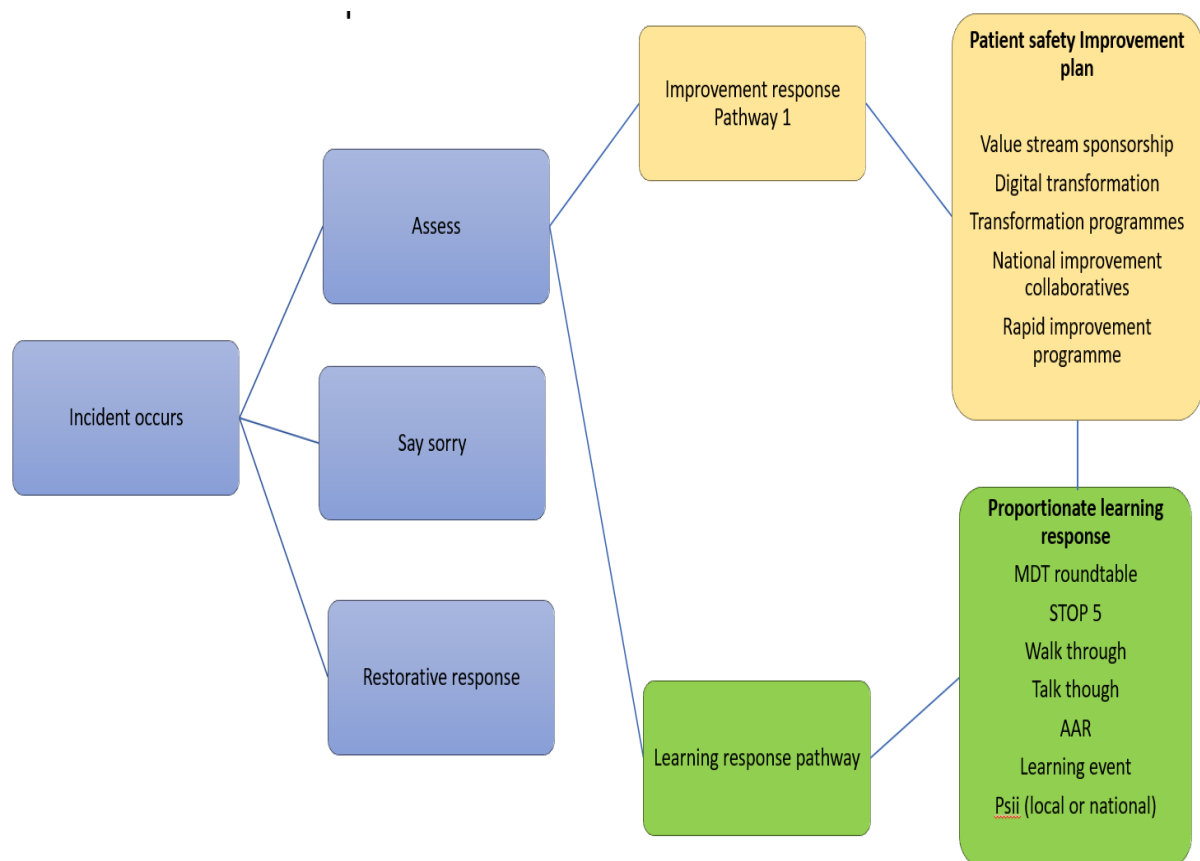 Incident occurs
Assess
Say sorry
Restorative response
Improvement response
Pathway 1
Learning response pathway
Patient safety Improvement
plan
Value stream sponsorship
Digital transformation
Transformation programmes
National improvement
collaboratives
Rapid improvement
programme
Proportionate learning
response
MDT roundtable
STOP 5
Walk through
Talk though
AAR
Learning event
Psii (local or national)